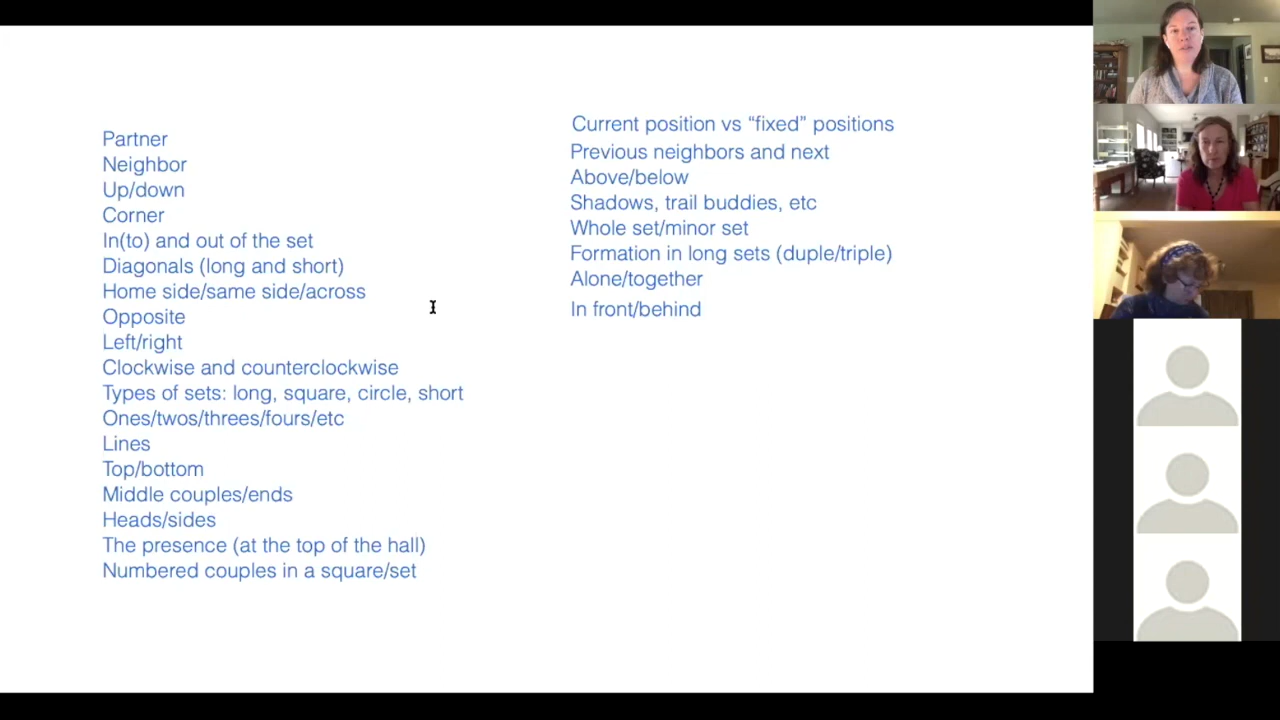 Partner
Neighbor
Up/down
Corner
In(to) and out of the set
Diagonals (long and short)
Home side/same side/across
Opposite
Left/right
Clockwise and counterclockwise
Types of sets: long, square, circle, short
Ones/twos/threes/fours/etc
Lines
Top/bottom
Middle couples/ends
Heads/sides
The presence (at the top of the hall)
Numbered couples in a square/set
Current position vs “fixed” positions
Previous neighbors and next
Above/below
Shadows, trail buddies, etc
Whole set/minor set
Formation in long sets (duple/triple)
Alone/together
In front/behind